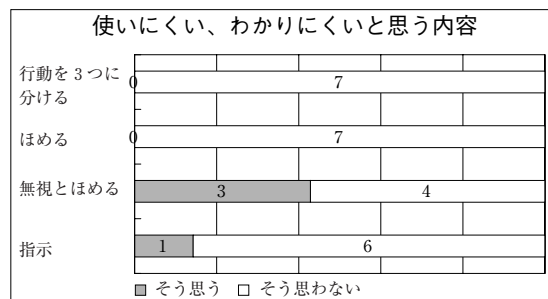 使いにくい、わかりにくいと思う内容
行動を3つに
分ける
0 7
ほめる
0 7
無視とほめる
3 4
指示
1 6
そう思う そう思わない